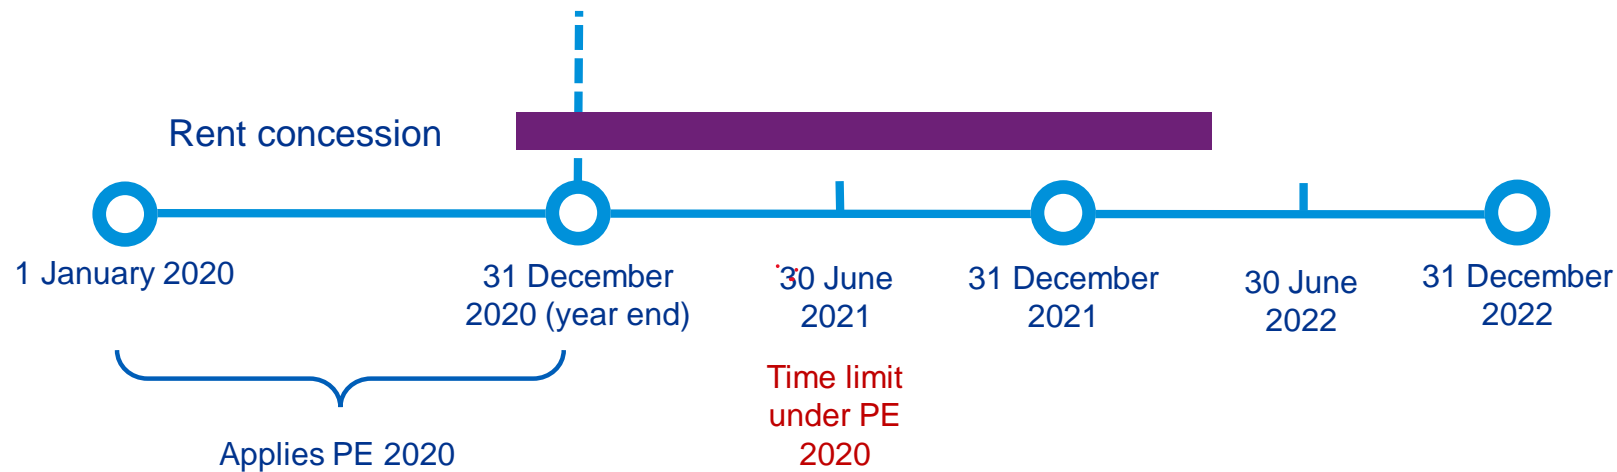 Rent concession
1 January 2020
31 December
2020 (year end)
30 June
2021
31 December
2021
30 June
2022
31 December
2022
Time limit
under PE
2020
Applies PE 2020